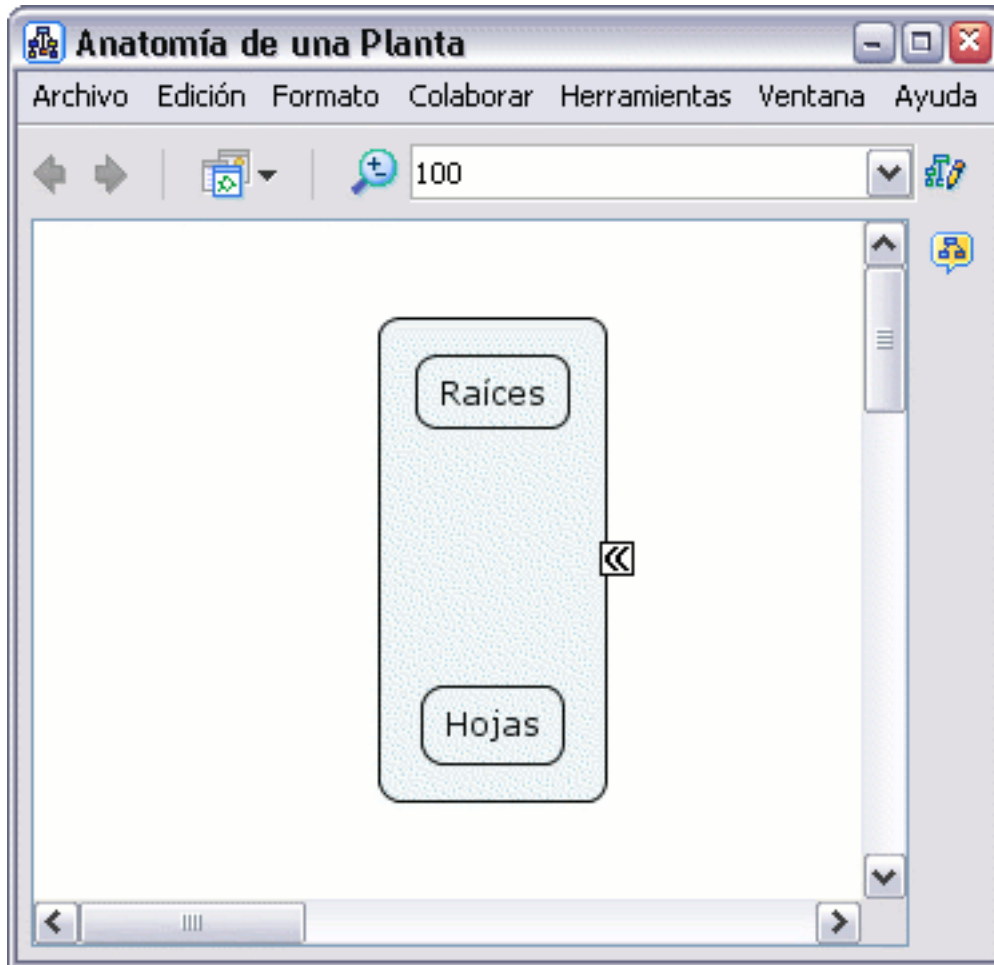 Anatomía de una Planta
Archivo Edición Formato Colaborar Herramientas Ventana Ayuda
100
Raíces
Hojas